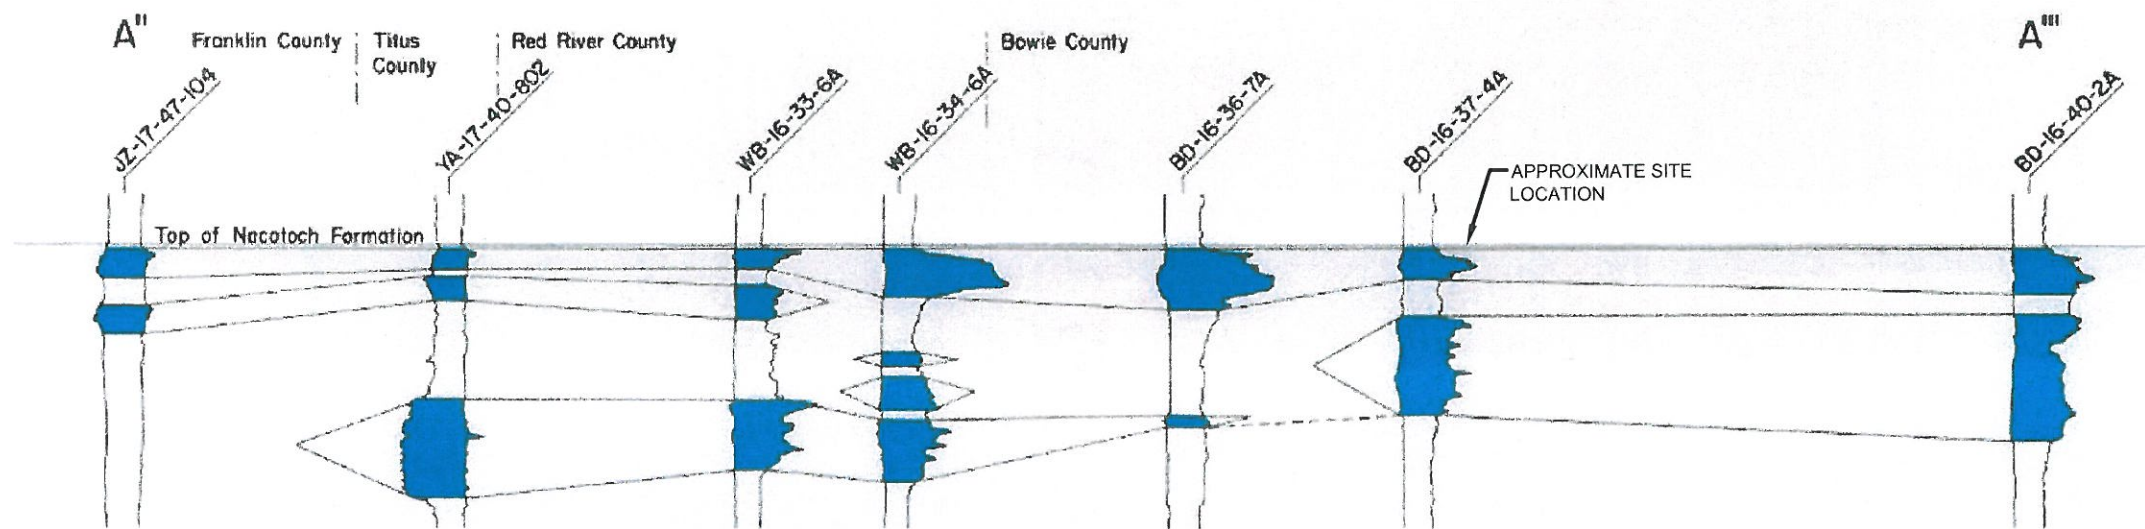 A"
Franklin County
Titus
County
Red River County
Bowie County
A"'
JZ-17-47-104
YA-17-40-802
WB-16-33-6A
WB-16-34-6A
BD-16-36-7A
BD-16-37-4A
BD-16-40-2A
APPROXIMATE SITE
LOCATION
Top of Nacatoch Formation